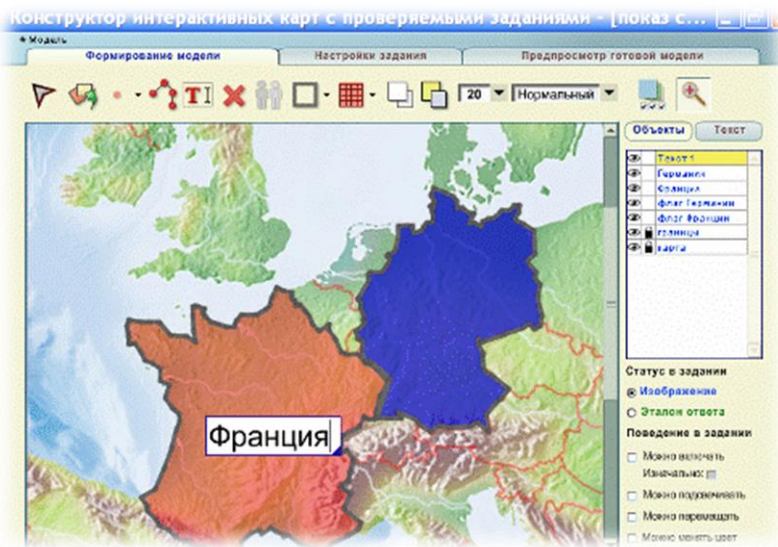 Конструктор интерактивных карт с проверяемыми заданиями - [показ с...
Модель
Формирование модели
Настройки задания
Предпросмотр готовой модели
T I
20
Нормальный
Объекты
Текст
Текст 1
Германия
Франция
флаг Германии
флаг Франции
границы
карта
Статус в задании
Изображение
Эталон ответа
Поведение в задании
Можно включать
Изначально:
Можно подсвечивать
Можно перемещать
Можно менять цвет
Франция